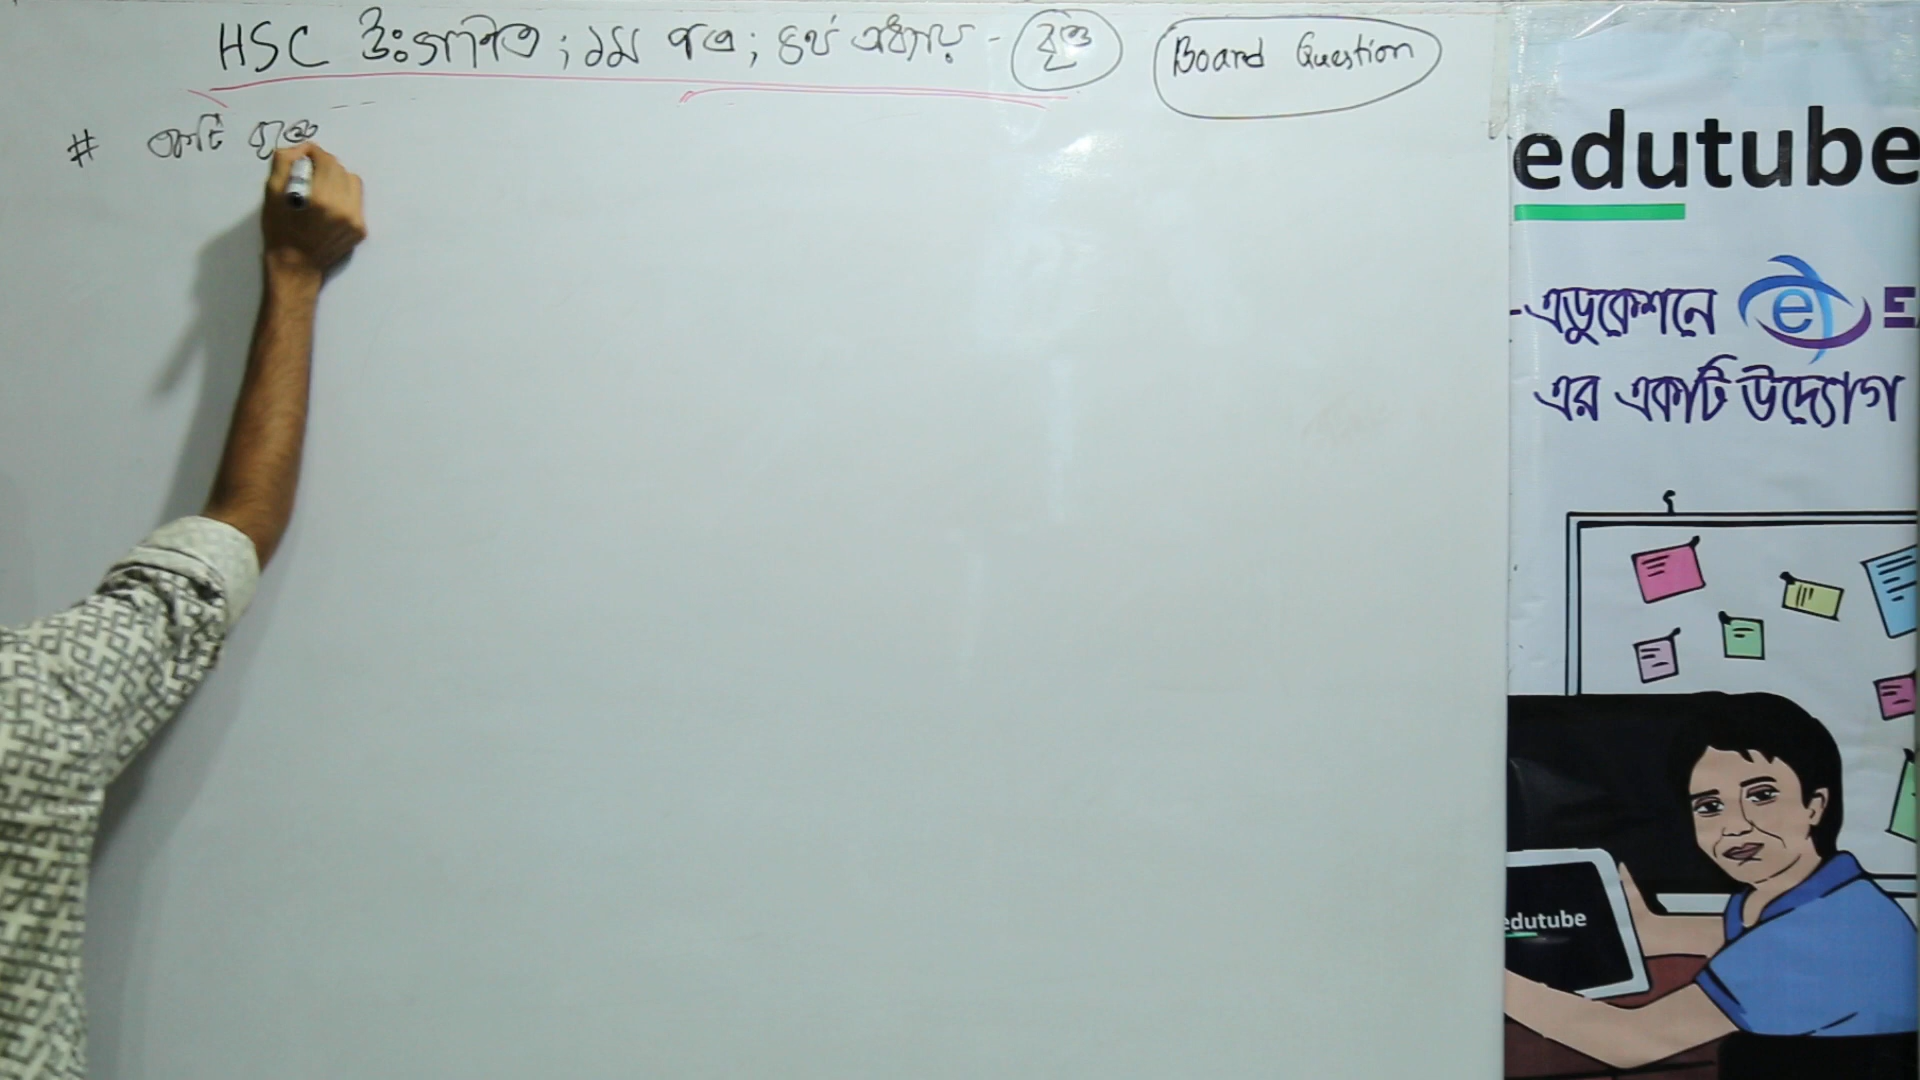 HSC উঃগণিত ; ১ম পত্র ; ৪র্থ অধ্যায় - বৃত্ত Board Question
# একটি বৃত্তে
edutube
-এডুকেশনে e E
এর একটি উদ্যোগ
edutube